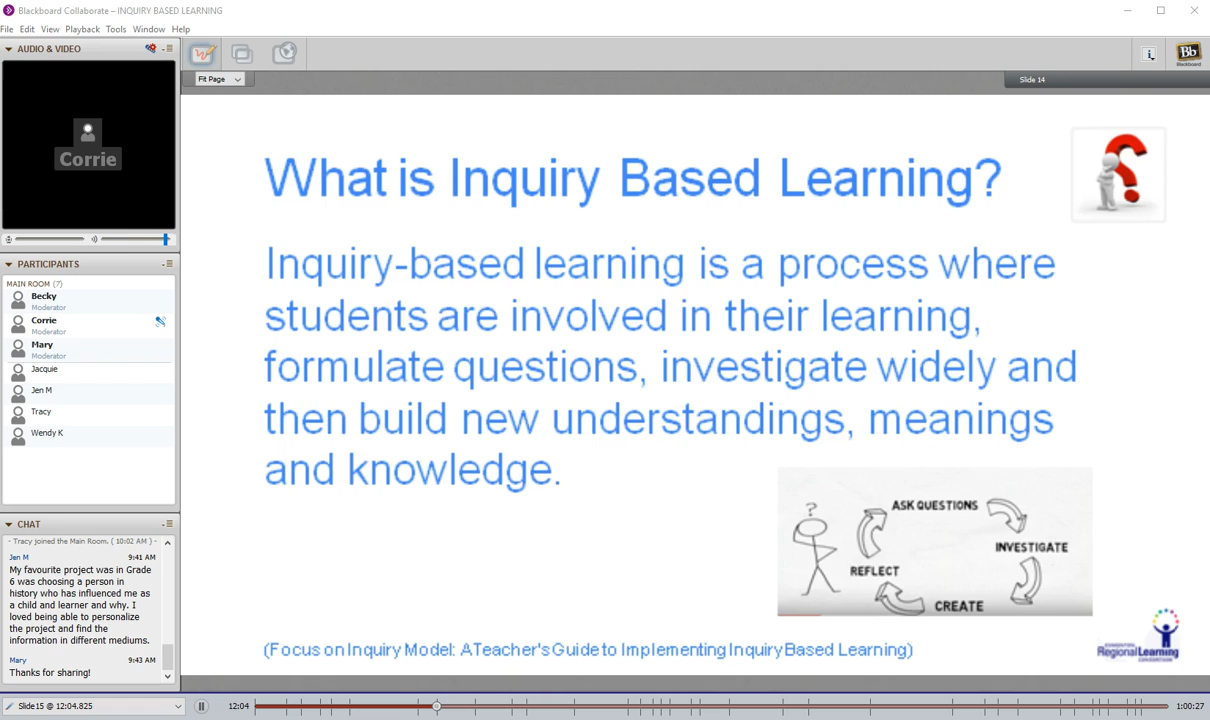 Blackboard Collaborate – INQUIRY BASED LEARNING
File Edit View Playback Tools Window Help
AUDIO & VIDEO
Corrie
Fit Page
Slide 14
Bb
Blackboard
PARTICIPANTS
MAIN ROOM (7)
Becky
Moderator
Corrie
Moderator
Mary
Moderator
Jacquie
Jen M
Tracy
Wendy K
CHAT
- Tracy joined the Main Room. ( 10:02 AM ) -
Jen M 9:41 AM
My favourite project was in Grade
6 was choosing a person in
history who has influenced me as
a child and learner and why. I
loved being able to personalize
the project and find the
information in different mediums.
Mary 9:43 AM
Thanks for sharing!
What is Inquiry Based Learning?
Inquiry-based learning is a process where
students are involved in their learning,
formulate questions, investigate widely and
then build new understandings, meanings
and knowledge.
?
ASK QUESTIONS
INVESTIGATE
CREATE
REFLECT
(Focus on Inquiry Model: A Teacher's Guide to Implementing Inquiry Based Learning)
Regional Learning
Slide15 @ 12:04.825
12:04
1:00:27